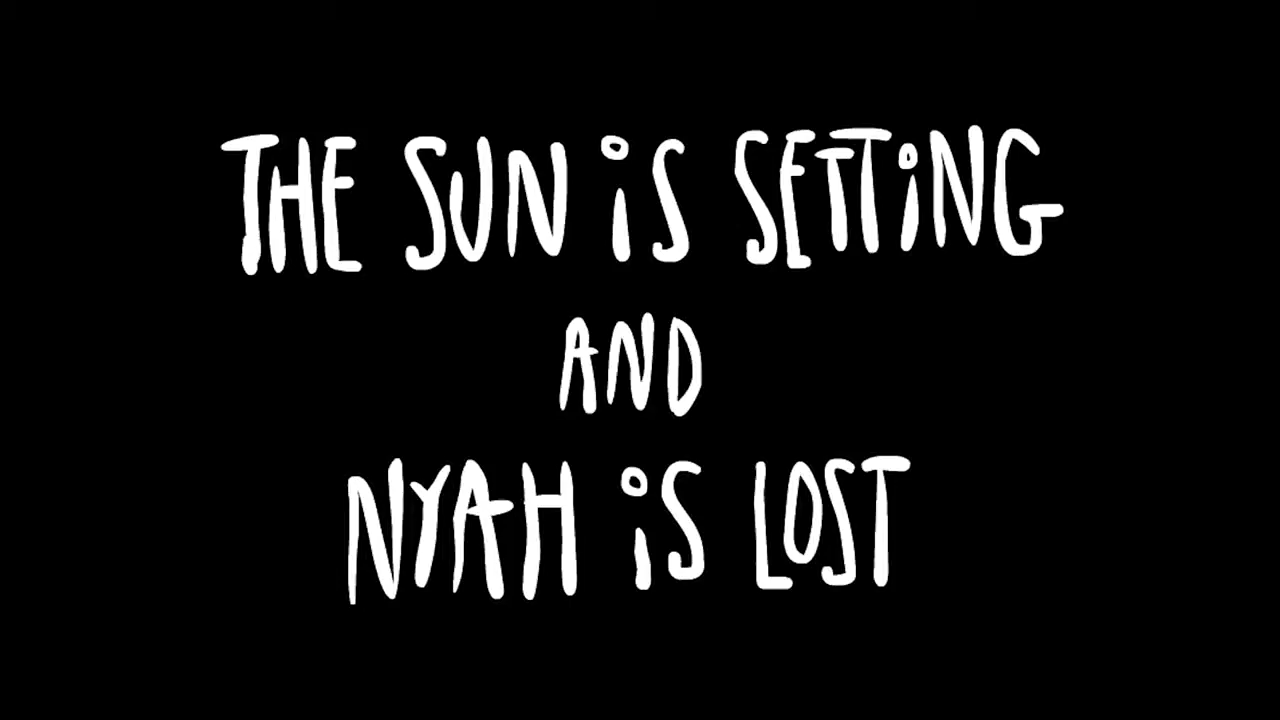 THE SUN iS SETTiNG
AND
NYAH iS LOST